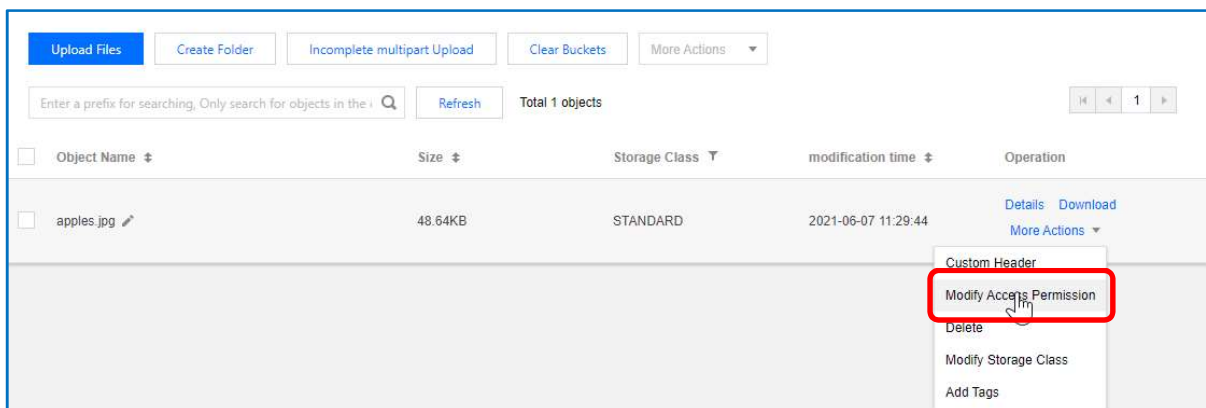 Upload Files Create Folder Incomplete multipart Upload Clear Buckets More Actions
Enter a prefix for searching, Only search for objects in the Refresh Total 1 objects 1
Object Name Size Storage Class modification time Operation
apples.jpg 48.64KB STANDARD 2021-06-07 11:29:44 Details Download
More Actions
Custom Header
Modify Access Permission
Delete
Modify Storage Class
Add Tags